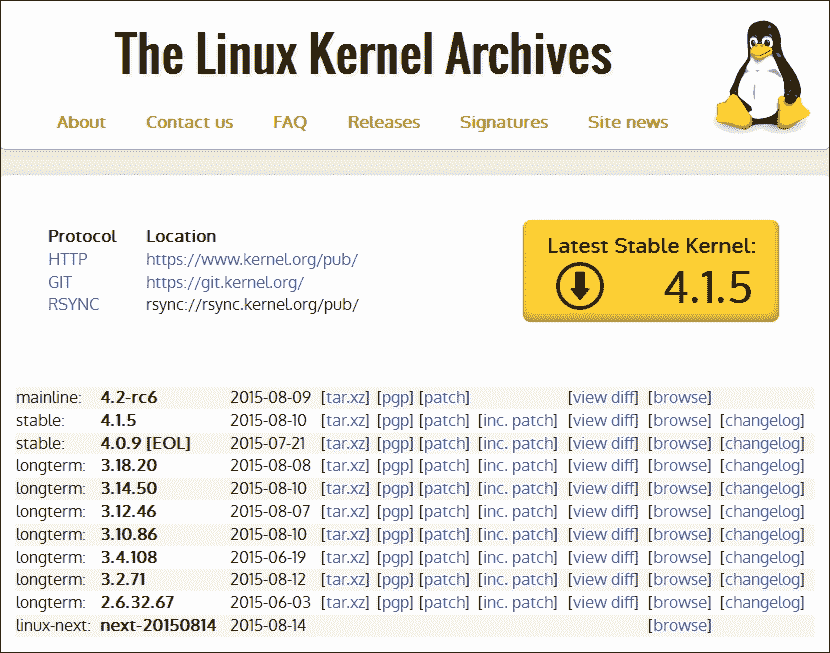 The Linux Kernel Archives
About Contact us FAQ Releases Signatures Site news
Protocol Location
HTTP https://www.kernel.org/pub/
GIT https://git.kernel.org/
RSYNC rsync://rsync.kernel.org/pub/
Latest Stable Kernel:
4.1.5
mainline: 4.2-rc6 2015-08-09 [tar.xz] [pgp] [patch] [view diff] [browse]
stable: 4.1.5 2015-08-10 [tar.xz] [pgp] [patch] [inc. patch] [view diff] [browse] [changelog]
stable: 4.0.9 [EOL] 2015-07-21 [tar.xz] [pgp] [patch] [inc. patch] [view diff] [browse] [changelog]
longterm: 3.18.20 2015-08-08 [tar.xz] [pgp] [patch] [inc. patch] [view diff] [browse] [changelog]
longterm: 3.14.50 2015-08-10 [tar.xz] [pgp] [patch] [inc. patch] [view diff] [browse] [changelog]
longterm: 3.12.46 2015-08-07 [tar.xz] [pgp] [patch] [inc. patch] [view diff] [browse] [changelog]
longterm: 3.10.86 2015-08-10 [tar.xz] [pgp] [patch] [inc. patch] [view diff] [browse] [changelog]
longterm: 3.4.108 2015-06-19 [tar.xz] [pgp] [patch] [inc. patch] [view diff] [browse] [changelog]
longterm: 3.2.71 2015-08-12 [tar.xz] [pgp] [patch] [inc. patch] [view diff] [browse] [changelog]
longterm: 2.6.32.67 2015-06-03 [tar.xz] [pgp] [patch] [inc. patch] [view diff] [browse] [changelog]
linux-next: next-20150814 2015-08-14 [browse]